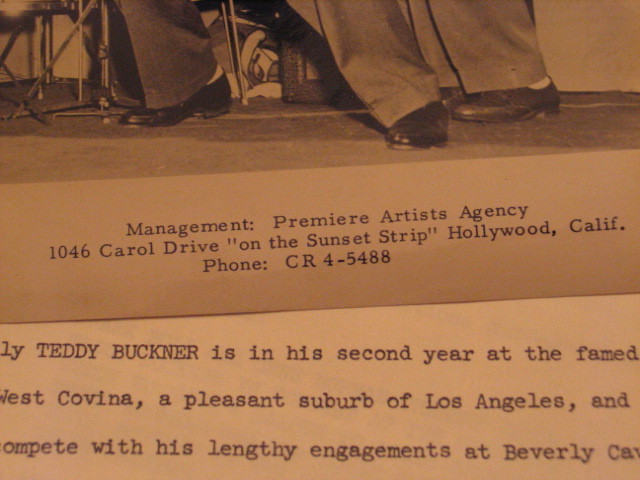 Management: Premiere Artists Agency
1046 Carol Drive "on the Sunset Strip" Hollywood, Calif.
Phone: CR 4-5488
ly TEDDY BUCKNER is in his second year at the famed
West Covina, a pleasant suburb of Los Angeles, and
compete with his lengthy engagements at Beverly Cav